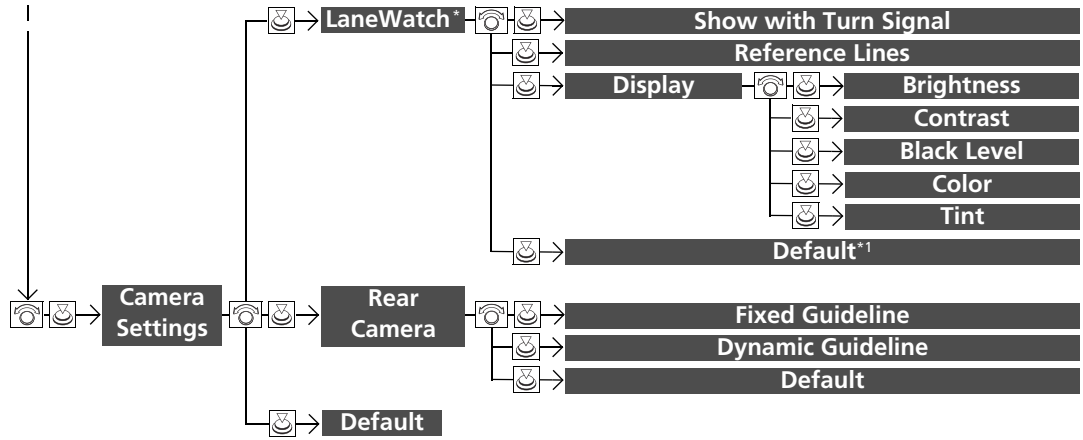 LaneWatch*
Show with Turn Signal
Reference Lines
Display
Brightness
Contrast
Black Level
Color
Tint
Default*1
Camera
Settings
Rear
Camera
Fixed Guideline
Dynamic Guideline
Default
Default